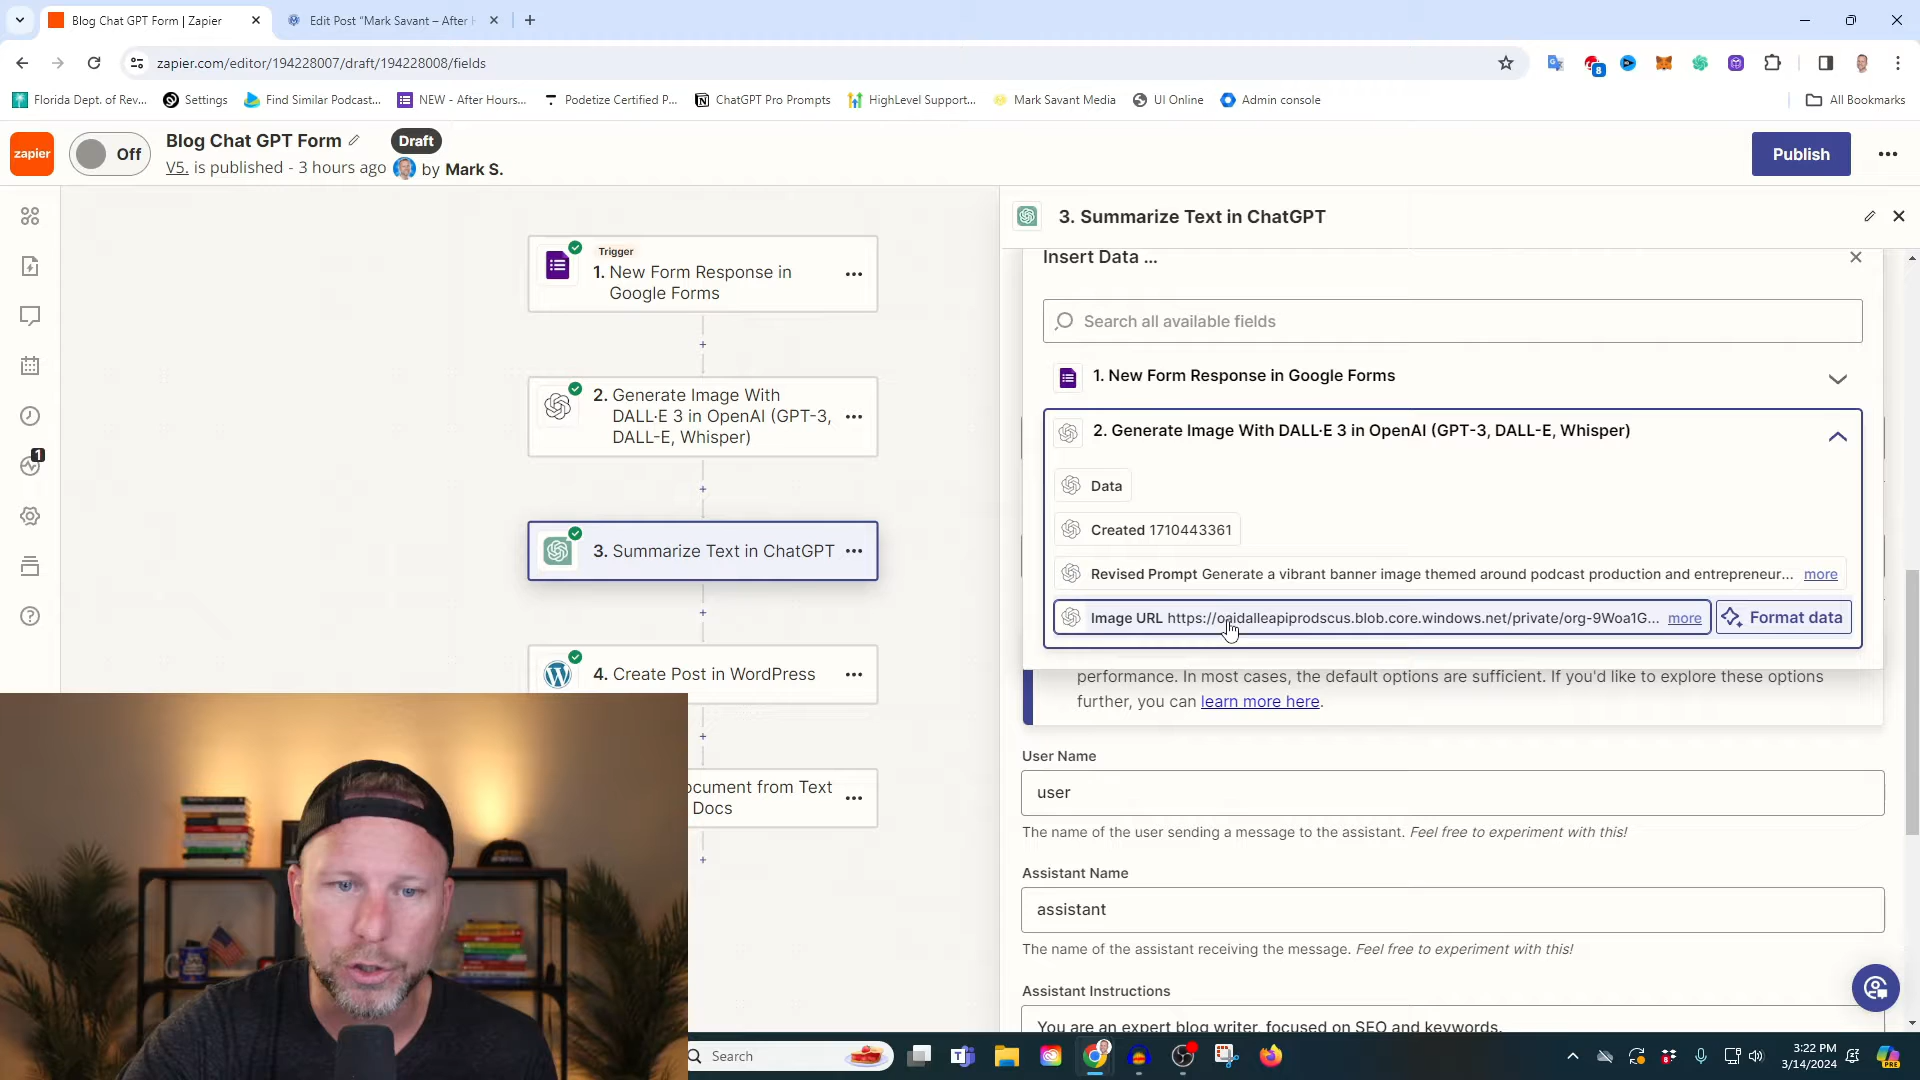 Blog Chat GPT Form | Zapier
Edit Post “Mark Savant – After H
zapier.com/editor/194228007/draft/194228008/fields
8
Florida Dept. of Rev...
Settings
Find Similar Podcast...
NEW - After Hours...
Podetize Certified P...
ChatGPT Pro Prompts
HighLevel Support...
Mark Savant Media
UI Online
Admin console
All Bookmarks
zapier
Off
Blog Chat GPT Form
Draft
V5. is published - 3 hours ago
by Mark S.
Publish
1
Trigger
1. New Form Response in
Google Forms
2. Generate Image With
DALL·E 3 in OpenAI (GPT-3,
DALL-E, Whisper)
3. Summarize Text in ChatGPT
4. Create Post in WordPress
ocument from Text
Docs
3. Summarize Text in ChatGPT
Insert Data ...
Search all available fields
1. New Form Response in Google Forms
2. Generate Image With DALL·E 3 in OpenAI (GPT-3, DALL-E, Whisper)
Data
Created 1710443361
Revised Prompt Generate a vibrant banner image themed around podcast production and entrepreneur... more
Image URL https://oaidalleapiprodscus.blob.core.windows.net/private/org-9Woa1G... more
Format data
performance. In most cases, the default options are sufficient. If you'd like to explore these options
further, you can learn more here.
User Name
user
The name of the user sending a message to the assistant. Feel free to experiment with this!
Assistant Name
assistant
The name of the assistant receiving the message. Feel free to experiment with this!
Assistant Instructions
You are an expert blog writer, focused on SEO and keywords.
Search
3:22 PM
3/14/2024